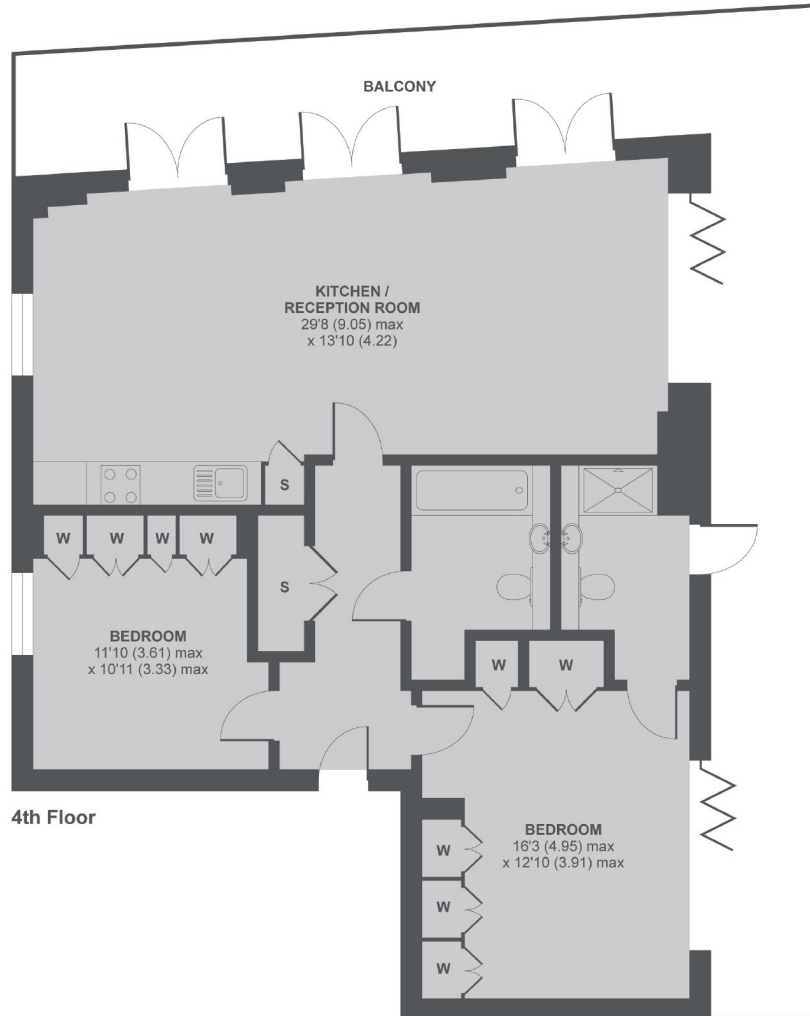 BALCONY
KITCHEN /
RECEPTION ROOM
29'8 (9.05) max
x 13'10 (4.22)
S
W
W
W
W
S
BEDROOM
11'10 (3.61) max
x 10'11 (3.33) max
W
W
4th Floor
BEDROOM
16'3 (4.95) max
x 12'10 (3.91) max
W
W
W